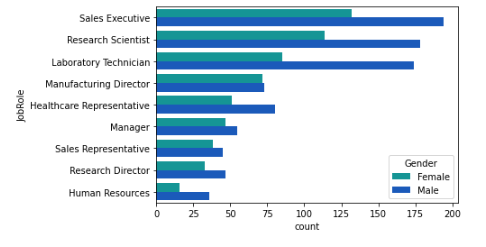 JobRole
Sales Executive
Research Scientist
Laboratory Technician
Manufacturing Director
Healthcare Representative
Manager
Sales Representative
Research Director
Human Resources
Gender
Female
Male
0 25 50 75 100 125 150 175 200
count